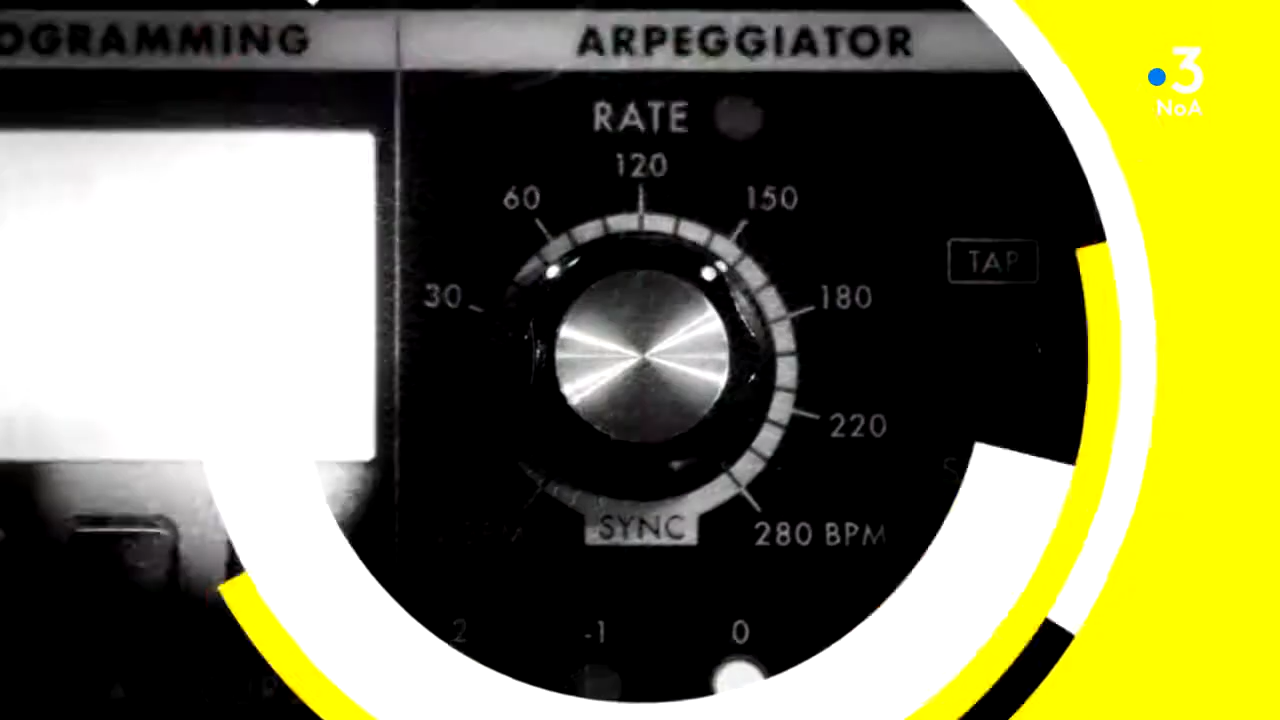 OGRAMMING
ARPEGGIATOR
3
NoA
RATE
120
60
150
30
180
TAP
220
SYNC
280 BPM
2
-1
0